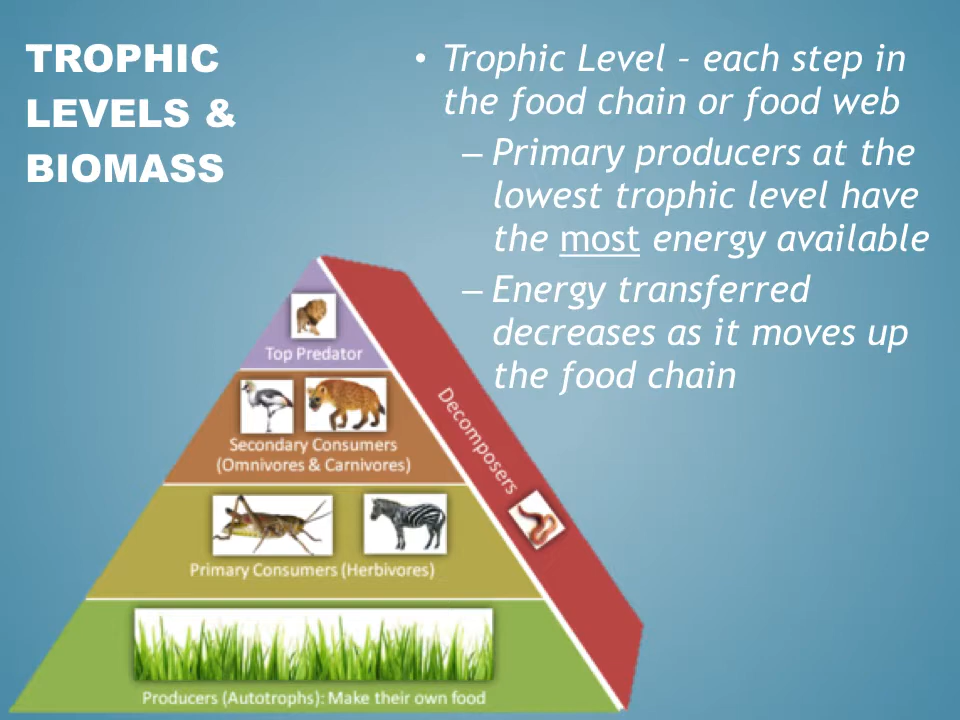 TROPHIC
LEVELS &
BIOMASS
• Trophic Level – each step in
the food chain or food web
– Primary producers at the
lowest trophic level have
the most energy available
– Energy transferred
decreases as it moves up
the food chain
Top Predator
Secondary Consumers
(Omnivores & Carnivores)
Primary Consumers (Herbivores)
Producers (Autotrophs): Make their own food
Decomposers